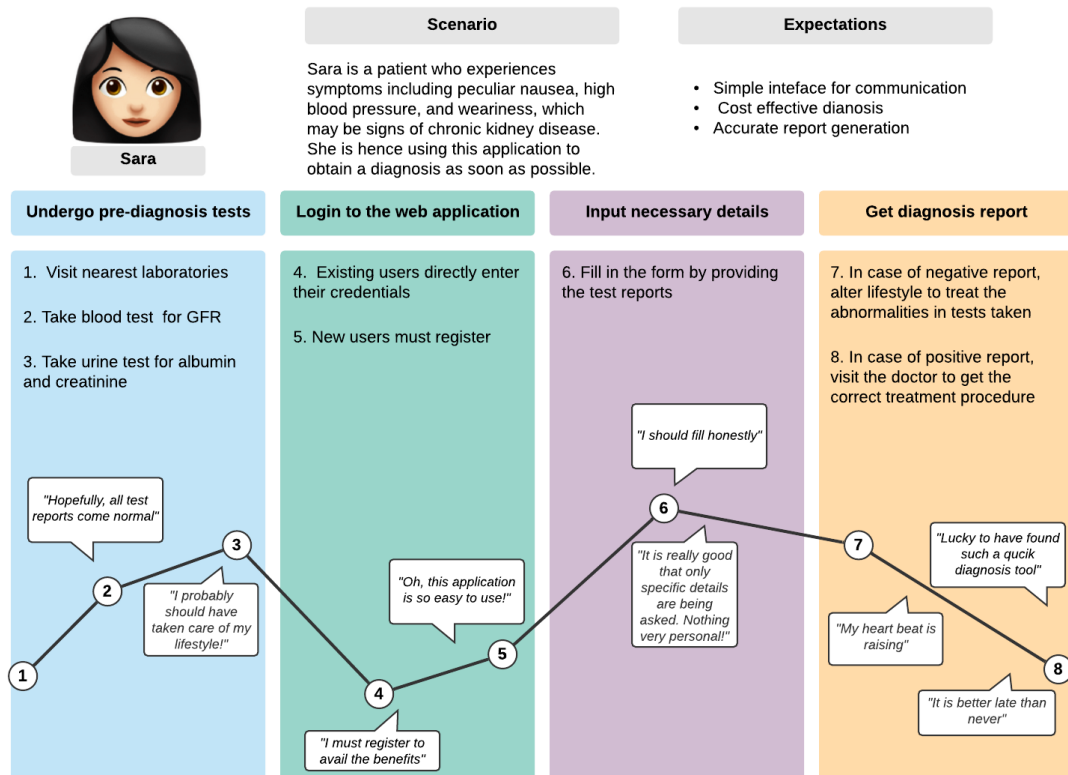 Scenario
Expectations
Sara
Sara is a patient who experiences
symptoms including peculiar nausea, high
blood pressure, and weariness, which
may be signs of chronic kidney disease.
She is hence using this application to
obtain a diagnosis as soon as possible.
• Simple inteface for communication
• Cost effective dianosis
• Accurate report generation
Undergo pre-diagnosis tests
Login to the web application
Input necessary details
Get diagnosis report
1. Visit nearest laboratories
2. Take blood test for GFR
3. Take urine test for albumin
and creatinine
4. Existing users directly enter
their credentials
5. New users must register
6. Fill in the form by providing
the test reports
7. In case of negative report,
alter lifestyle to treat the
abnormalities in tests taken
8. In case of positive report,
visit the doctor to get the
correct treatment procedure
"Hopefully, all test
reports come normal"
"I probably
should have
taken care of my
lifestyle!"
"Oh, this application
is so easy to use!"
"I must register to
avail the benefits"
"I should fill honestly"
"It is really good
that only
specific details
are being
asked. Nothing
very personal!"
"Lucky to have found
such a qucik
diagnosis tool"
"My heart beat is
raising"
"It is better late than
never"
1
2
3
4
5
6
7
8